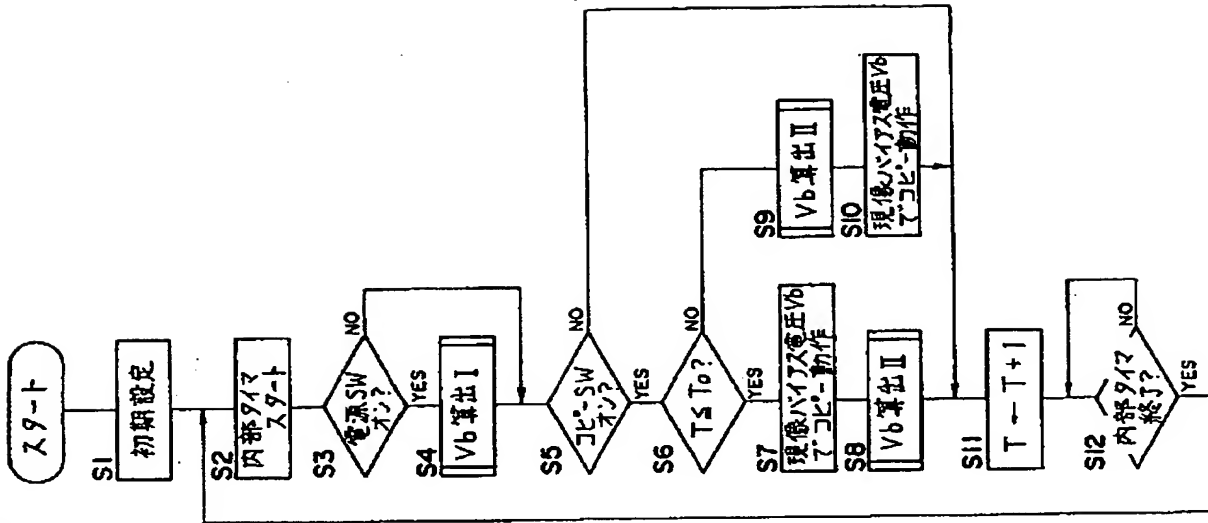 スタート
S1
初期設定
S2
内部タイマ
スタート
S3
電源SW
オン?
NO
YES
S4
Vb算出I
S5
コピーSW
オン?
NO
YES
S6
T≤To?
NO
YES
S7
現像バイアス電圧Vb
でコピー動作
S8
Vb算出II
S9
Vb算出II
S10
現像バイアス電圧Vb
でコピー動作
S11
T←T+1
S12
内部タイマ
終了?
NO
YES